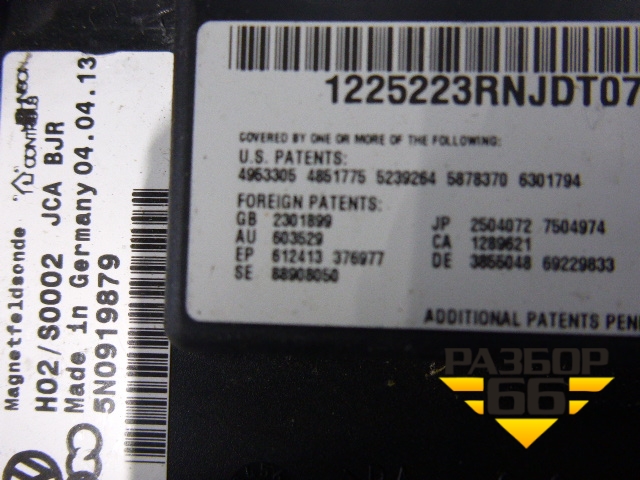 Magnetfeldsonde
H02/S0002 JCA BJR
Made in Germany 04.04.13
5N0919879
1225223RNJDT07
COVERED BY ONE OR MORE OF THE FOLLOWING:
U.S. PATENTS:
4953305 4851775 5239264 5878370 6301794
FOREIGN PATENTS:
GB 2301899
AU 603529
EP 612413 376977
SE 88908050
JP 2504072 7504974
CA 1289621
DE 3855048 69229833
ADDITIONAL PATENTS
РАЗБОР
66